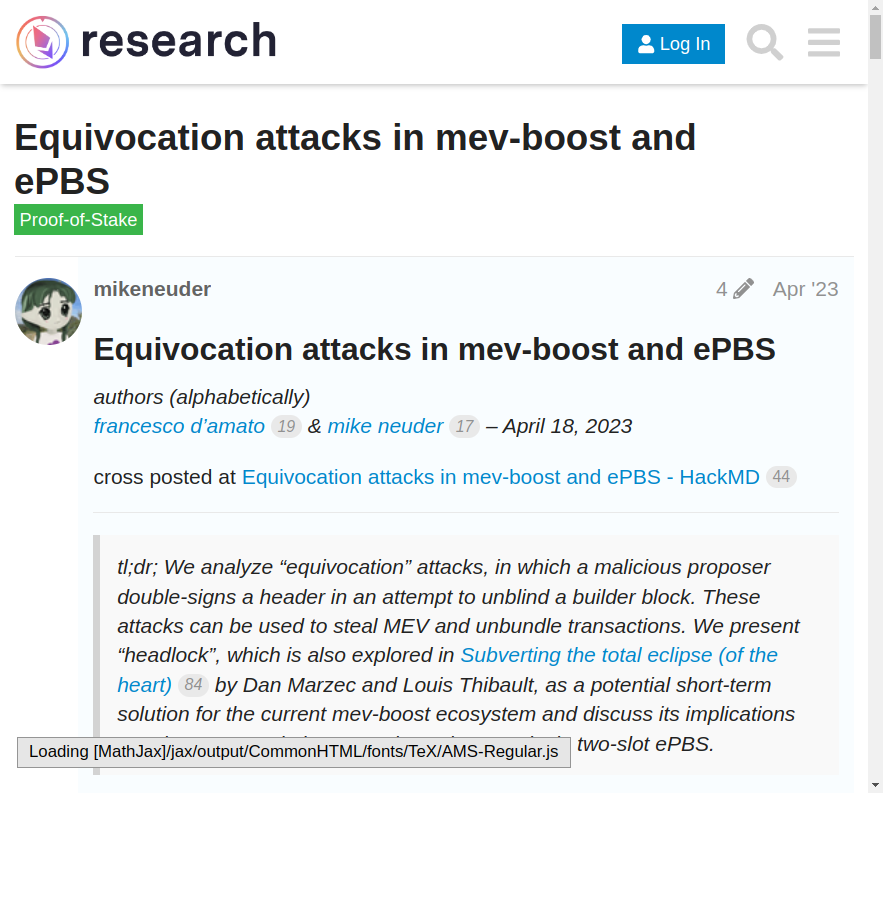 research
Log In
Equivocation attacks in mev-boost and
ePBS
Proof-of-Stake
mikeneuder
4
Apr '23
Equivocation attacks in mev-boost and ePBS
authors (alphabetically)
francesco d’amato 19 & mike neuder 17 – April 18, 2023
cross posted at Equivocation attacks in mev-boost and ePBS - HackMD 44
tl;dr; We analyze “equivocation” attacks, in which a malicious proposer
double-signs a header in an attempt to unblind a builder block. These
attacks can be used to steal MEV and unbundle transactions. We present
“headlock”, which is also explored in Subverting the total eclipse (of the
heart) 84 by Dan Marzec and Louis Thibault, as a potential short-term
solution for the current mev-boost ecosystem and discuss its implications
two-slot ePBS.
Loading [MathJax]/jax/output/CommonHTML/fonts/TeX/AMS-Regular.js